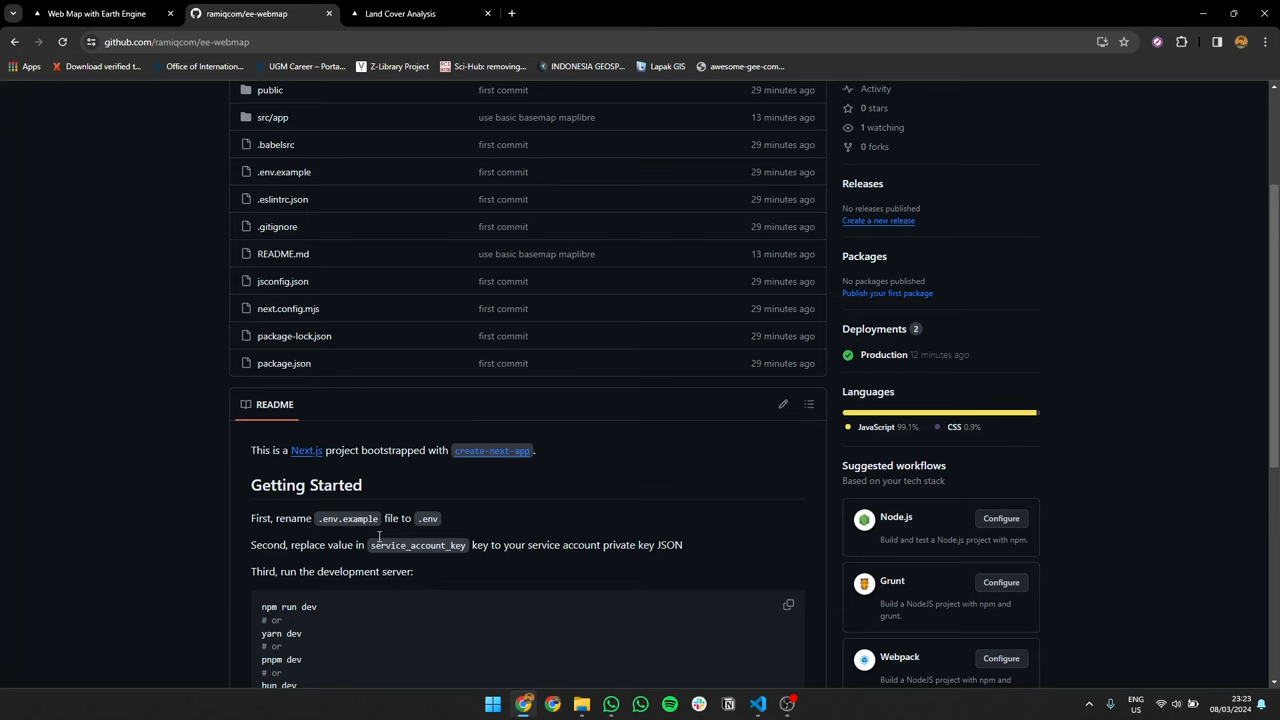 Web Map with Earth Engine
ramiqcom/ee-webmap
Land Cover Analysis
github.com/ramiqcom/ee-webmap
Apps
Download verified t...
Office of Internation...
UGM Career – Porta...
Z-Library Project
Sci-Hub: removing...
INDONESIA GEOSP...
Lapak GIS
awesome-gee-com...
public first commit 29 minutes ago
src/app use basic basemap maplibre 13 minutes ago
.babelsrc first commit 29 minutes ago
.env.example first commit 29 minutes ago
.eslintrc.json first commit 29 minutes ago
.gitignore first commit 29 minutes ago
README.md use basic basemap maplibre 13 minutes ago
jsconfig.json first commit 29 minutes ago
next.config.mjs first commit 29 minutes ago
package-lock.json first commit 29 minutes ago
package.json first commit 29 minutes ago
README
This is a Next.js project bootstrapped with create-next-app.
Getting Started
First, rename .env.example file to .env
Second, replace value in service_account_key key to your service account private key JSON
Third, run the development server:
npm run dev
# or
yarn dev
# or
pnpm dev
# or
bun dev
Activity
0 stars
1 watching
0 forks
Releases
No releases published
Create a new release
Packages
No packages published
Publish your first package
Deployments 2
Production 12 minutes ago
Languages
JavaScript 99.1% CSS 0.9%
Suggested workflows
Based on your tech stack
Node.js Configure
Build and test a Node.js project with npm.
Grunt Configure
Build a NodeJS project with npm and
grunt.
Webpack Configure
Build a NodeJS project with npm and
ENG
US
23:23
08/03/2024